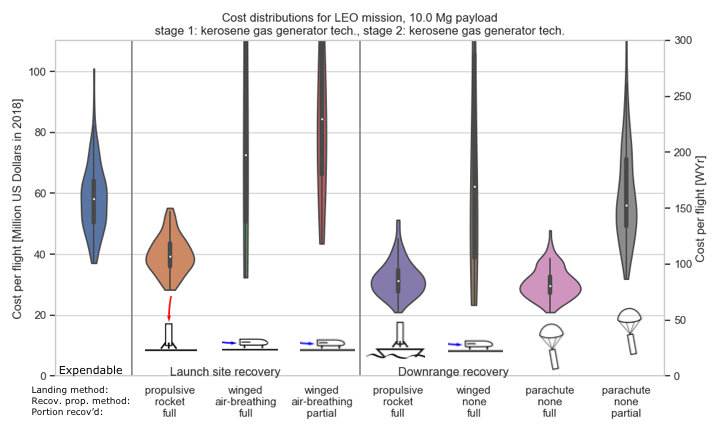 Cost distributions for LEO mission, 10.0 Mg payload
stage 1: kerosene gas generator tech., stage 2: kerosene gas generator tech.
Cost per flight [Million US Dollars in 2018]
100
80
60
40
20
0
300
250
200
150
100
50
0
Cost per flight [WYr]
Expendable
Launch site recovery
Downrange recovery
Landing method: propulsive winged winged propulsive winged parachute parachute
Recov. prop. method: rocket air-breathing air-breathing rocket none none none
Portion recov'd: full full partial full full full partial